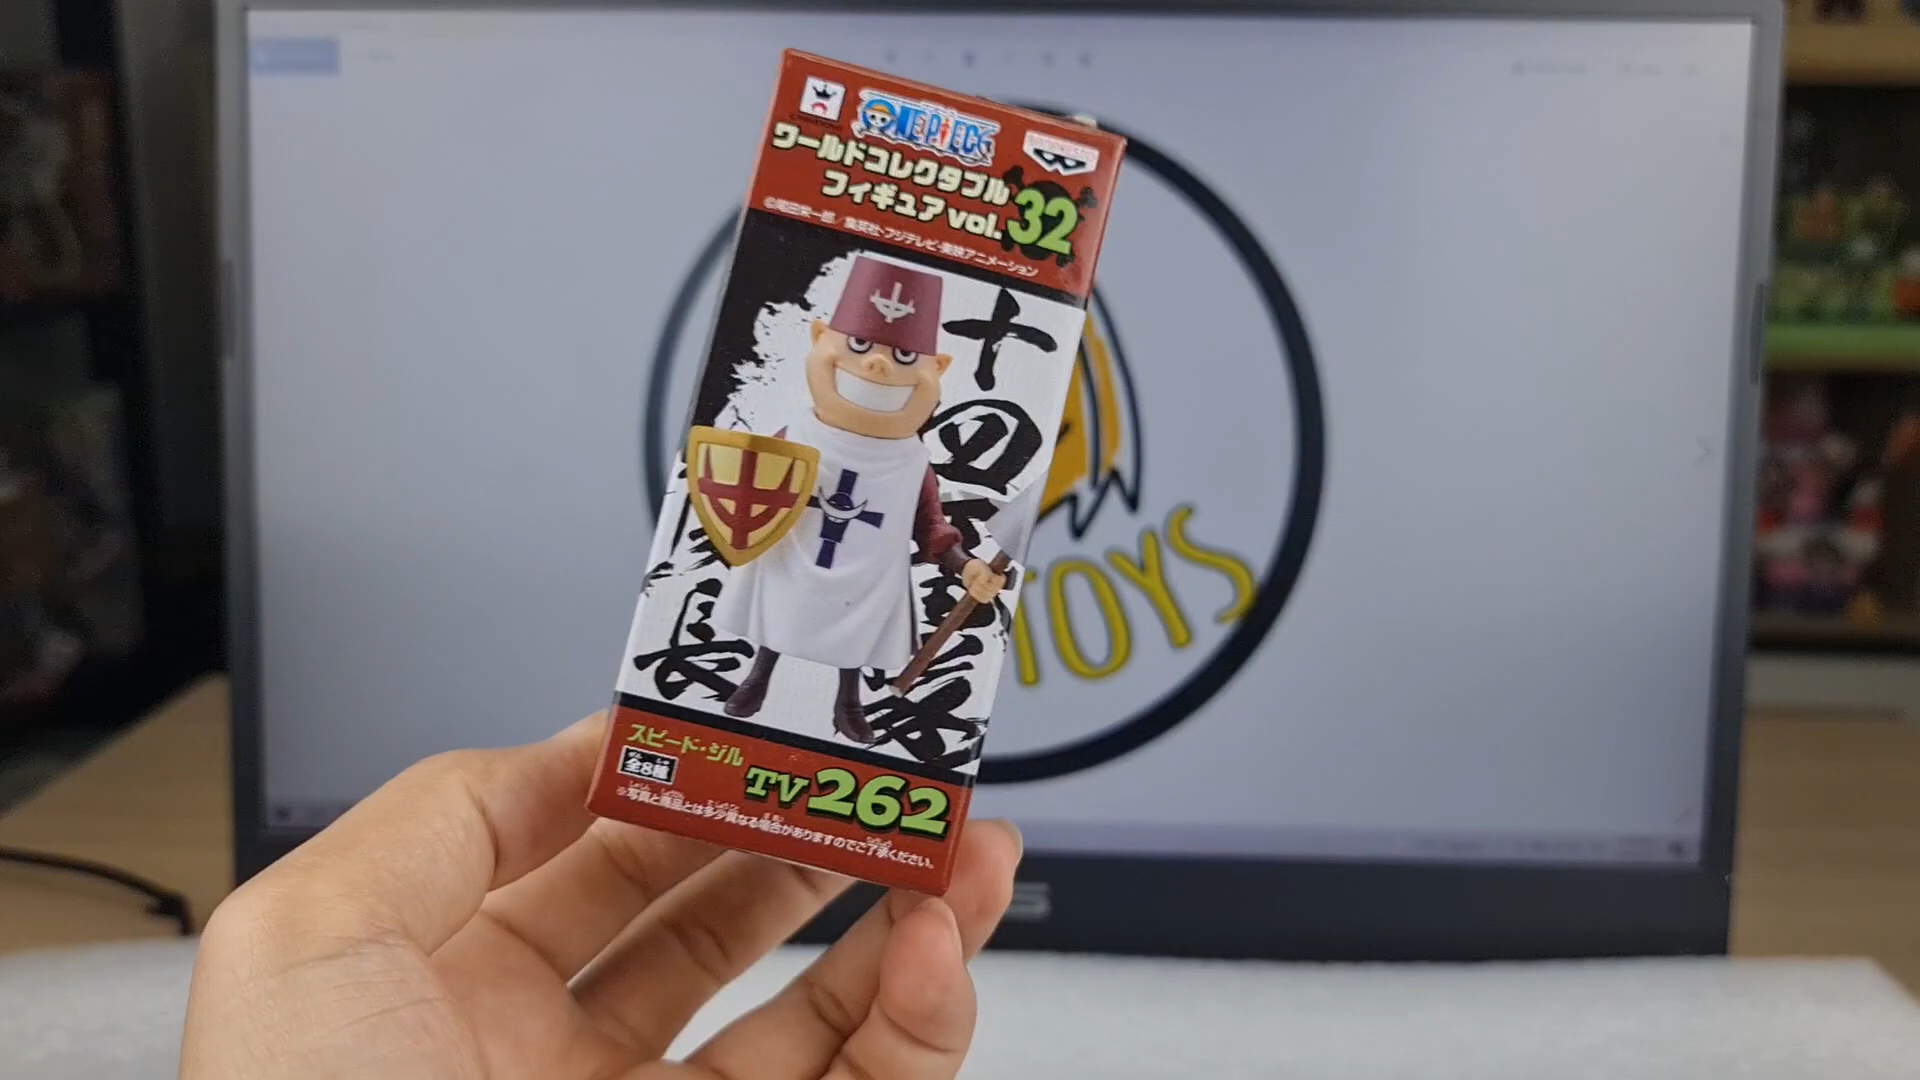 ONE PIECE
BANPRESTO
ワールドコレクタブル
フィギュア vol.32
©尾田栄一郎/集英社・フジテレビ・東映アニメーション
十四番隊
隊長
スピード・ジル
全8種
TV262
※写真と商品とは多少異なる場合がありますのでご了承ください。
TOYS